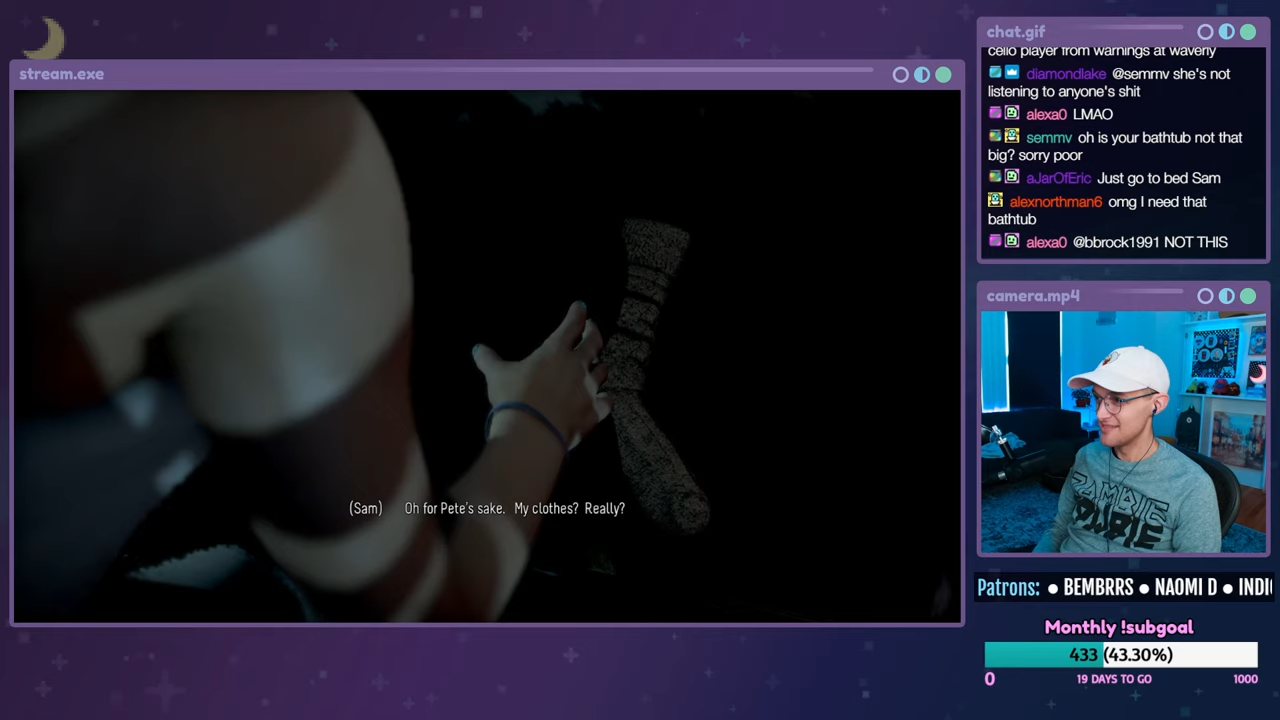 stream.exe
(Sam) Oh for Pete's sake. My clothes? Really?
chat.gif
cello player from warnings at waverly
diamondlake @semmv she's not
listening to anyone's shit
alexa0 LMAO
semmv oh is your bathtub not that
big? sorry poor
aJarOfEric Just go to bed Sam
alexnorthman6 omg I need that
bathtub
alexa0 @bbrock1991 NOT THIS
camera.mp4
ZOMBIE
Patrons: ● BEMBRRS ● NAOMI D ● INDI
Monthly !subgoal
433 (43.30%)
0 19 DAYS TO GO 1000